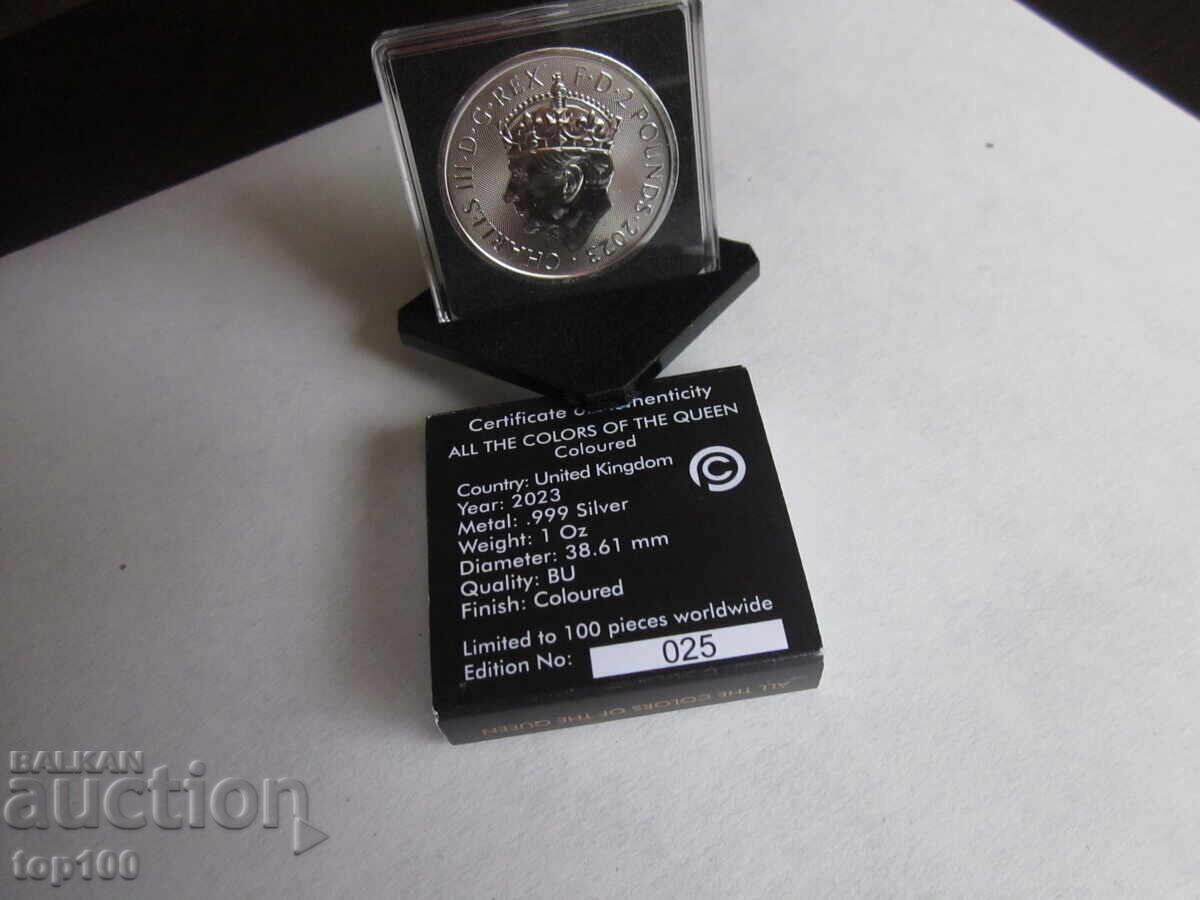 CHARLES III·D·G·REX·F·D·2 POUNDS·2023·
Certificate of Authenticity
ALL THE COLORS OF THE QUEEN
Coloured
Country: United Kingdom
Year: 2023
Metal: .999 Silver
Weight: 1 Oz
Diameter: 38.61 mm
Quality: BU
Finish: Coloured
Limited to 100 pieces worldwide
Edition No: 025
ALL THE COLORS OF THE QUEEN
BALKAN
auction
top100